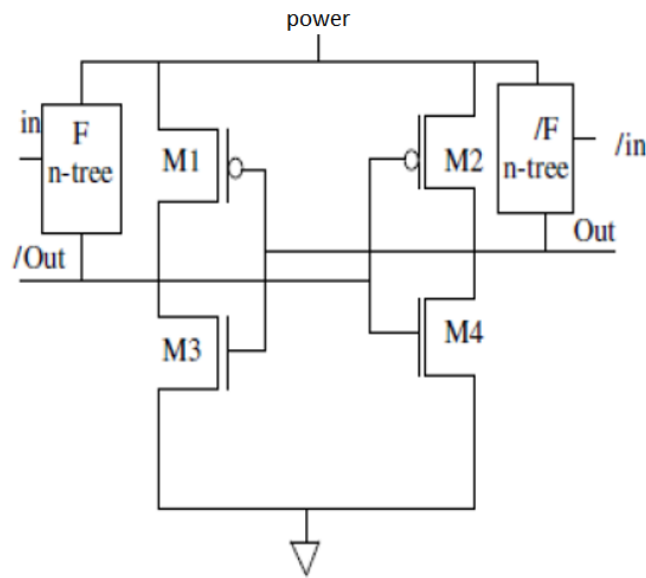 power
in
F
n-tree
M1
M2
/F
n-tree
/in
/Out
Out
M3
M4